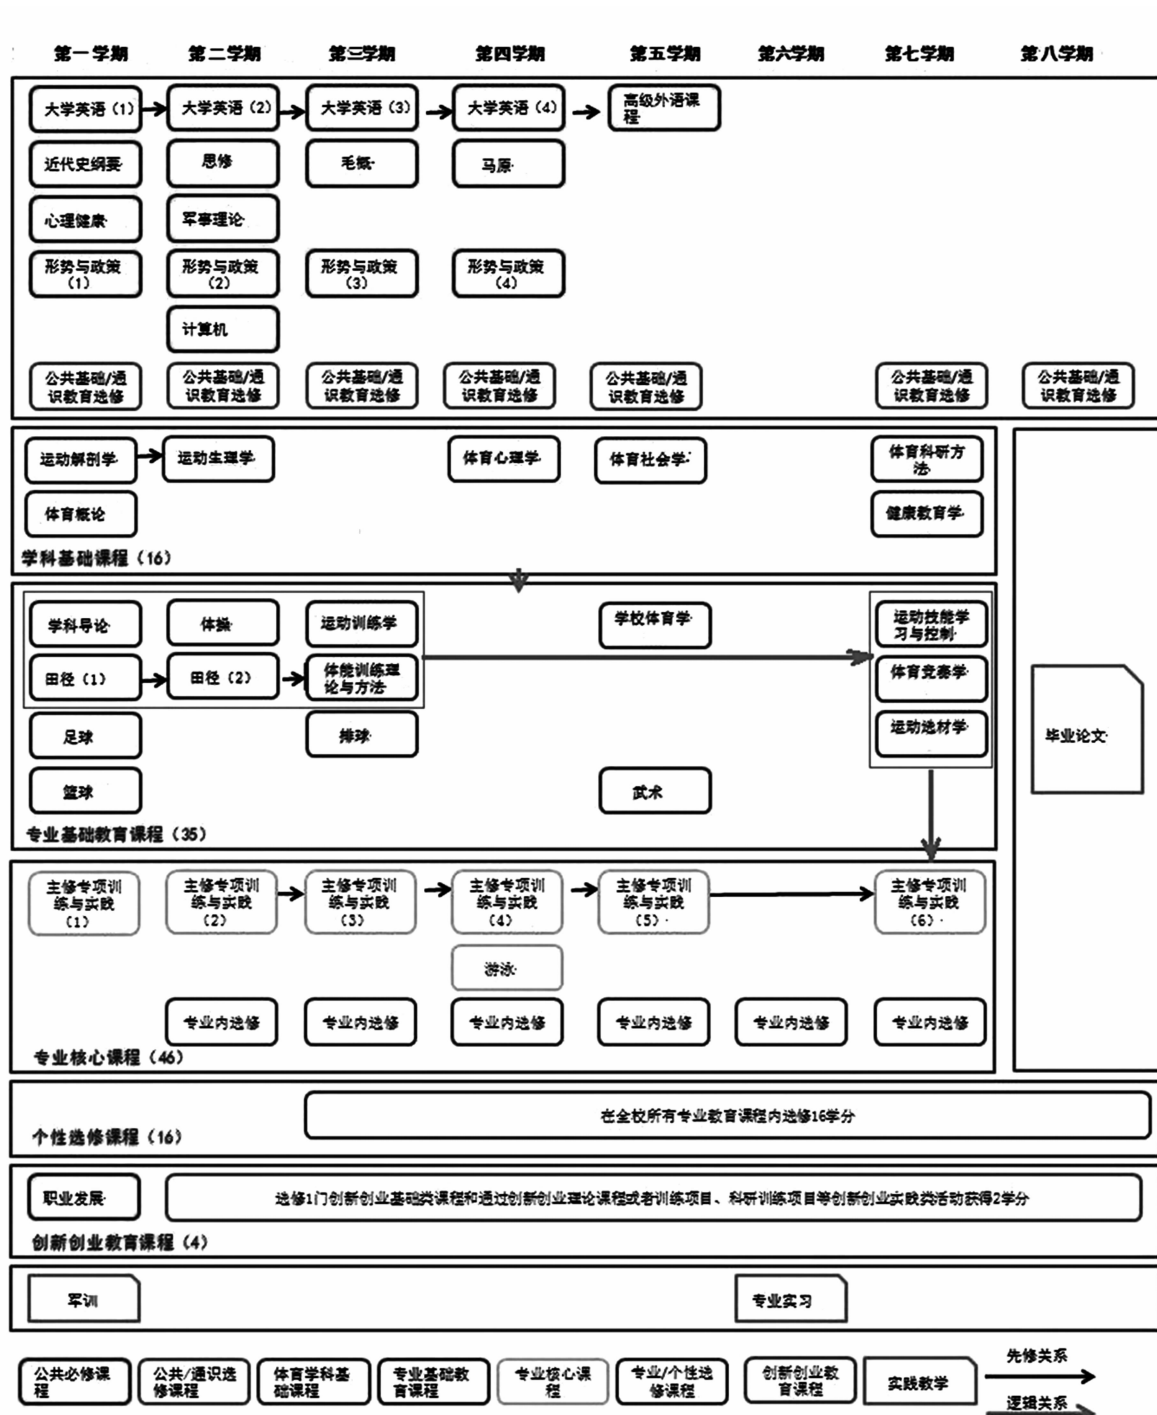 第一学期 第二学期 第三学期 第四学期 第五学期 第六学期 第七学期 第八学期
大学英语（1） 大学英语（2） 大学英语（3） 大学英语（4） 高级外语课
程
近代史纲要 思修 毛概 马原
心理健康 军事理论
形势与政策 形势与政策 形势与政策 形势与政策
（1） （2） （3） （4）
计算机
公共基础/通 公共基础/通 公共基础/通 公共基础/通 公共基础/通 公共基础/通 公共基础/通
识教育选修 识教育选修 识教育选修 识教育选修 识教育选修 识教育选修 识教育选修
运动解剖学 运动生理学 体育心理学 体育社会学 体育科研方
法
体育概论 健康教育学
学科基础课程（16）
学科导论 体操 运动训练学 学校体育学 运动技能学
习与控制
田径（1） 田径（2） 体能训练理 体育竞赛学
论与方法
足球 排球 运动选材学
毕业论文
篮球 武术
专业基础教育课程（35）
主修专项训 主修专项训 主修专项训 主修专项训 主修专项训 主修专项训
练与实践 练与实践 练与实践 练与实践 练与实践 练与实践
（1） （2） （3） （4） （5） （6）
游泳
专业内选修 专业内选修 专业内选修 专业内选修 专业内选修 专业内选修
专业核心课程（46）
在全校所有专业教育课程内选修16学分
个性选修课程（16）
职业发展 选修1门创新创业基础类课程和通过创新创业理论课程或者训练项目、科研训练项目等创新创业实践类活动获得2学分
创新创业教育课程（4）
军训 专业实习
公共必修课 公共/通识选 体育学科基 专业基础教 专业核心课 专业/个性选 创新创业教 实践教学 先修关系
程 修课程 础课程 育课程 程 修课程 育课程
逻辑关系